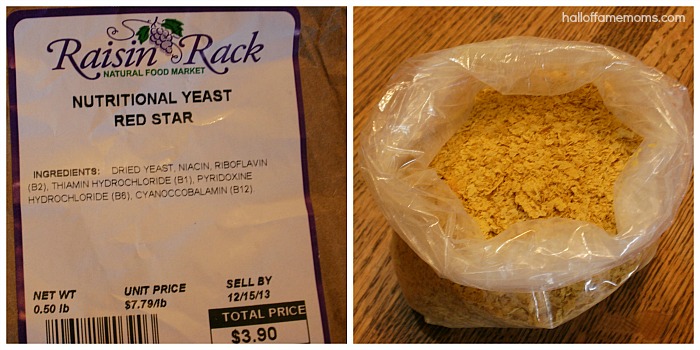 Raisin Rack
NATURAL FOOD MARKET
NUTRITIONAL YEAST
RED STAR
INGREDIENTS: DRIED YEAST, NIACIN, RIBOFLAVIN
(B2), THIAMIN HYDROCHLORIDE (B1), PYRIDOXINE
HYDROCHLORIDE (B6), CYANOCCOBALAMIN (B12).
NET WT
0.50 lb
UNIT PRICE
$7.79/lb
SELL BY
12/15/13
TOTAL PRICE
$3.90
halloffamemoms.com